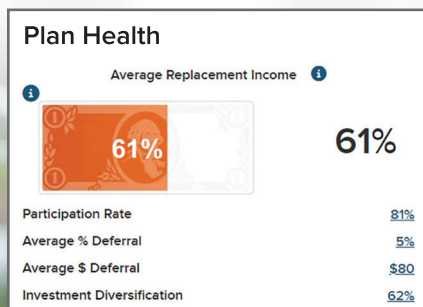 Plan Health
Average Replacement Income i
i
61%
61%
Participation Rate 81%
Average % Deferral 5%
Average $ Deferral $80
Investment Diversification 62%